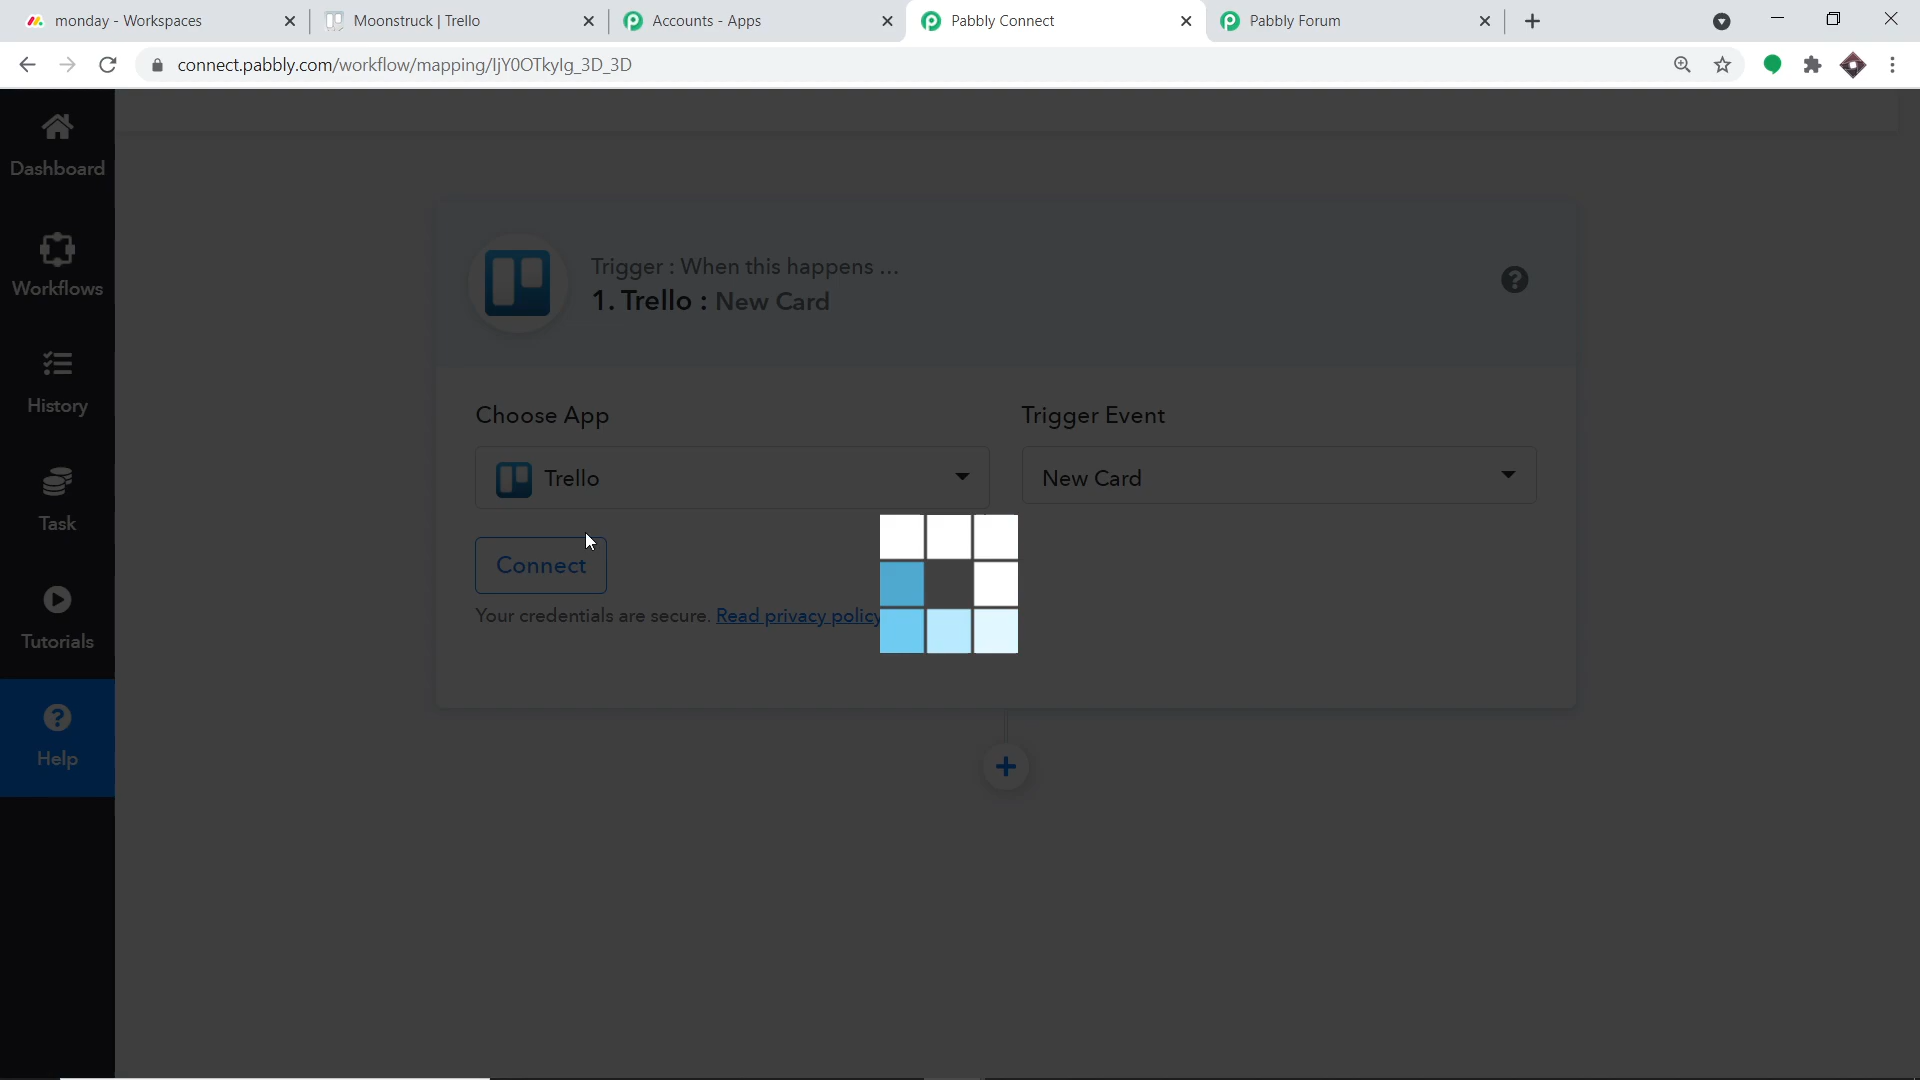 monday - Workspaces
Moonstruck | Trello
Accounts - Apps
Pabbly Connect
Pabbly Forum
connect.pabbly.com/workflow/mapping/IjY0OTkyIg_3D_3D
Dashboard
Workflows
History
Task
Tutorials
Help
Trigger : When this happens ...
1. Trello : New Card
Choose App
Trigger Event
Trello
New Card
Connect
Your credentials are secure. Read privacy policy